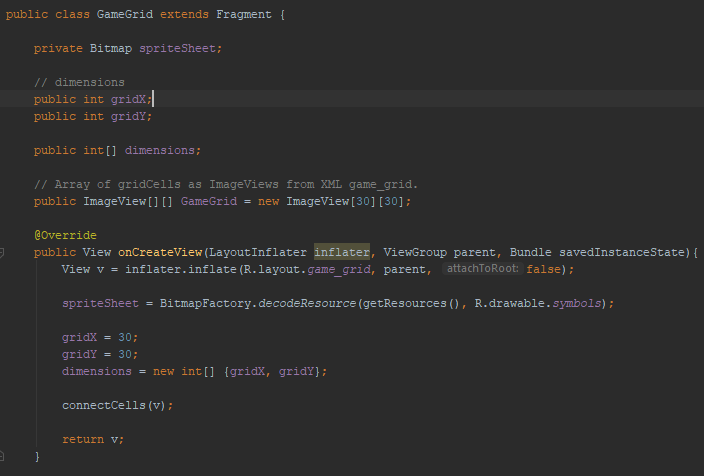 public class GameGrid extends Fragment {
private Bitmap spriteSheet;
// dimensions
public int gridX;
public int gridY;
public int[] dimensions;
// Array of gridCells as ImageViews from XML game_grid.
public ImageView[][] GameGrid = new ImageView[30][30];
@Override
public View onCreateView(LayoutInflater inflater, ViewGroup parent, Bundle savedInstanceState){
View v = inflater.inflate(R.layout.game_grid, parent, attachToRoot: false);
spriteSheet = BitmapFactory.decodeResource(getResources(), R.drawable.symbols);
gridX = 30;
gridY = 30;
dimensions = new int[] {gridX, gridY};
connectCells(v);
return v;
}